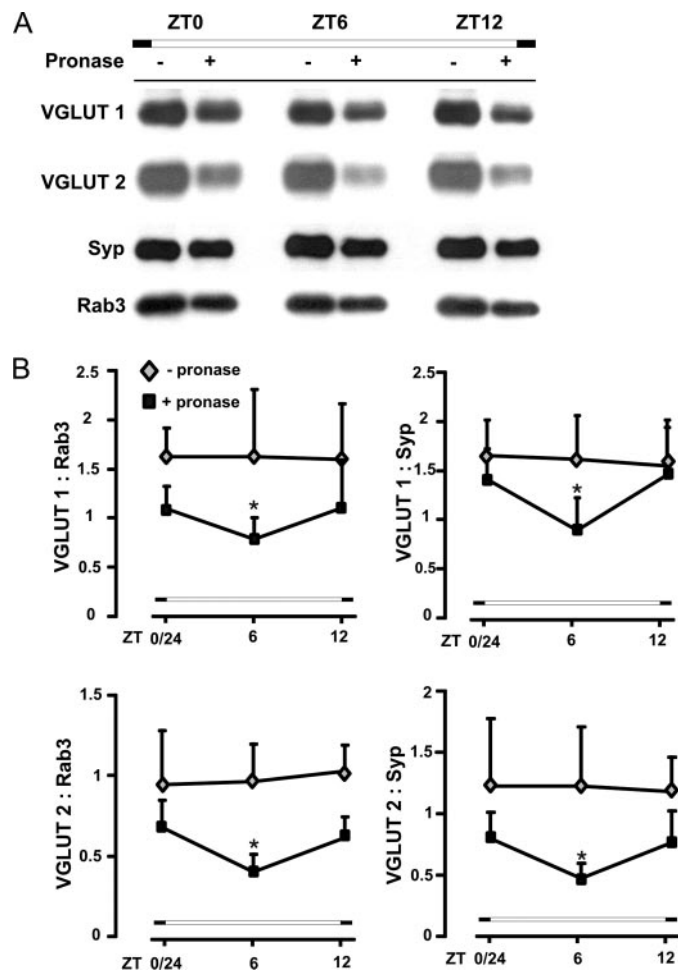 A
ZT0 ZT6 ZT12
Pronase - + - + - +
VGLUT 1
VGLUT 2
Syp
Rab3
B
- pronase
+ pronase
VGLUT 1 : Rab3
2.5
2
1.5
1
0.5
0
*
ZT 0/24 6 12
VGLUT 1 : Syp
2.5
2
1.5
1
0.5
0
*
ZT 0/24 6 12
VGLUT 2 : Rab3
1.5
1
0.5
0
*
ZT 0/24 6 12
VGLUT 2 : Syp
2
1.5
1
0.5
0
*
ZT 0/24 6 12